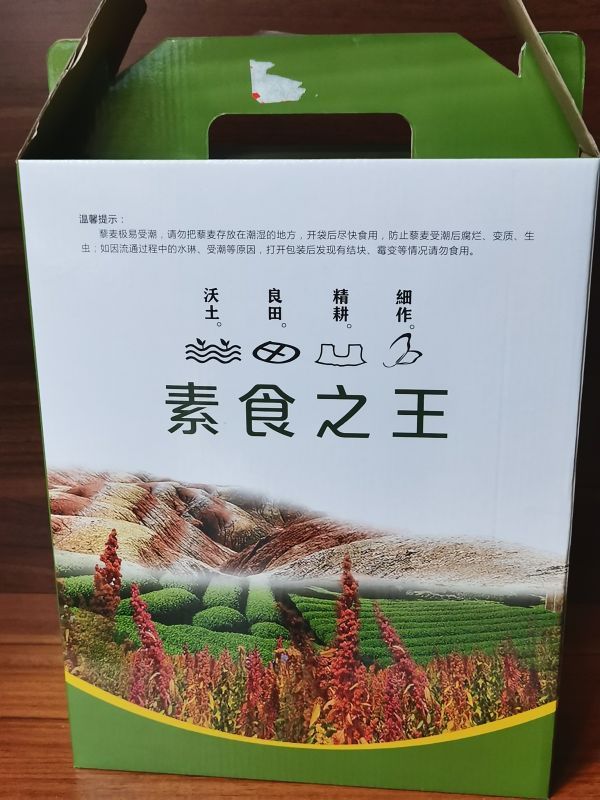 温馨提示：
藜麦极易受潮，请勿把藜麦存放在潮湿的地方，开袋后尽快食用，防止藜麦受潮后腐烂、变质、生
虫；如因流通过程中的水琳、受潮等原因，打开包装后发现有结块、霉变等情况请勿食用。
沃土。
良田。
精耕。
細作。
素食之王